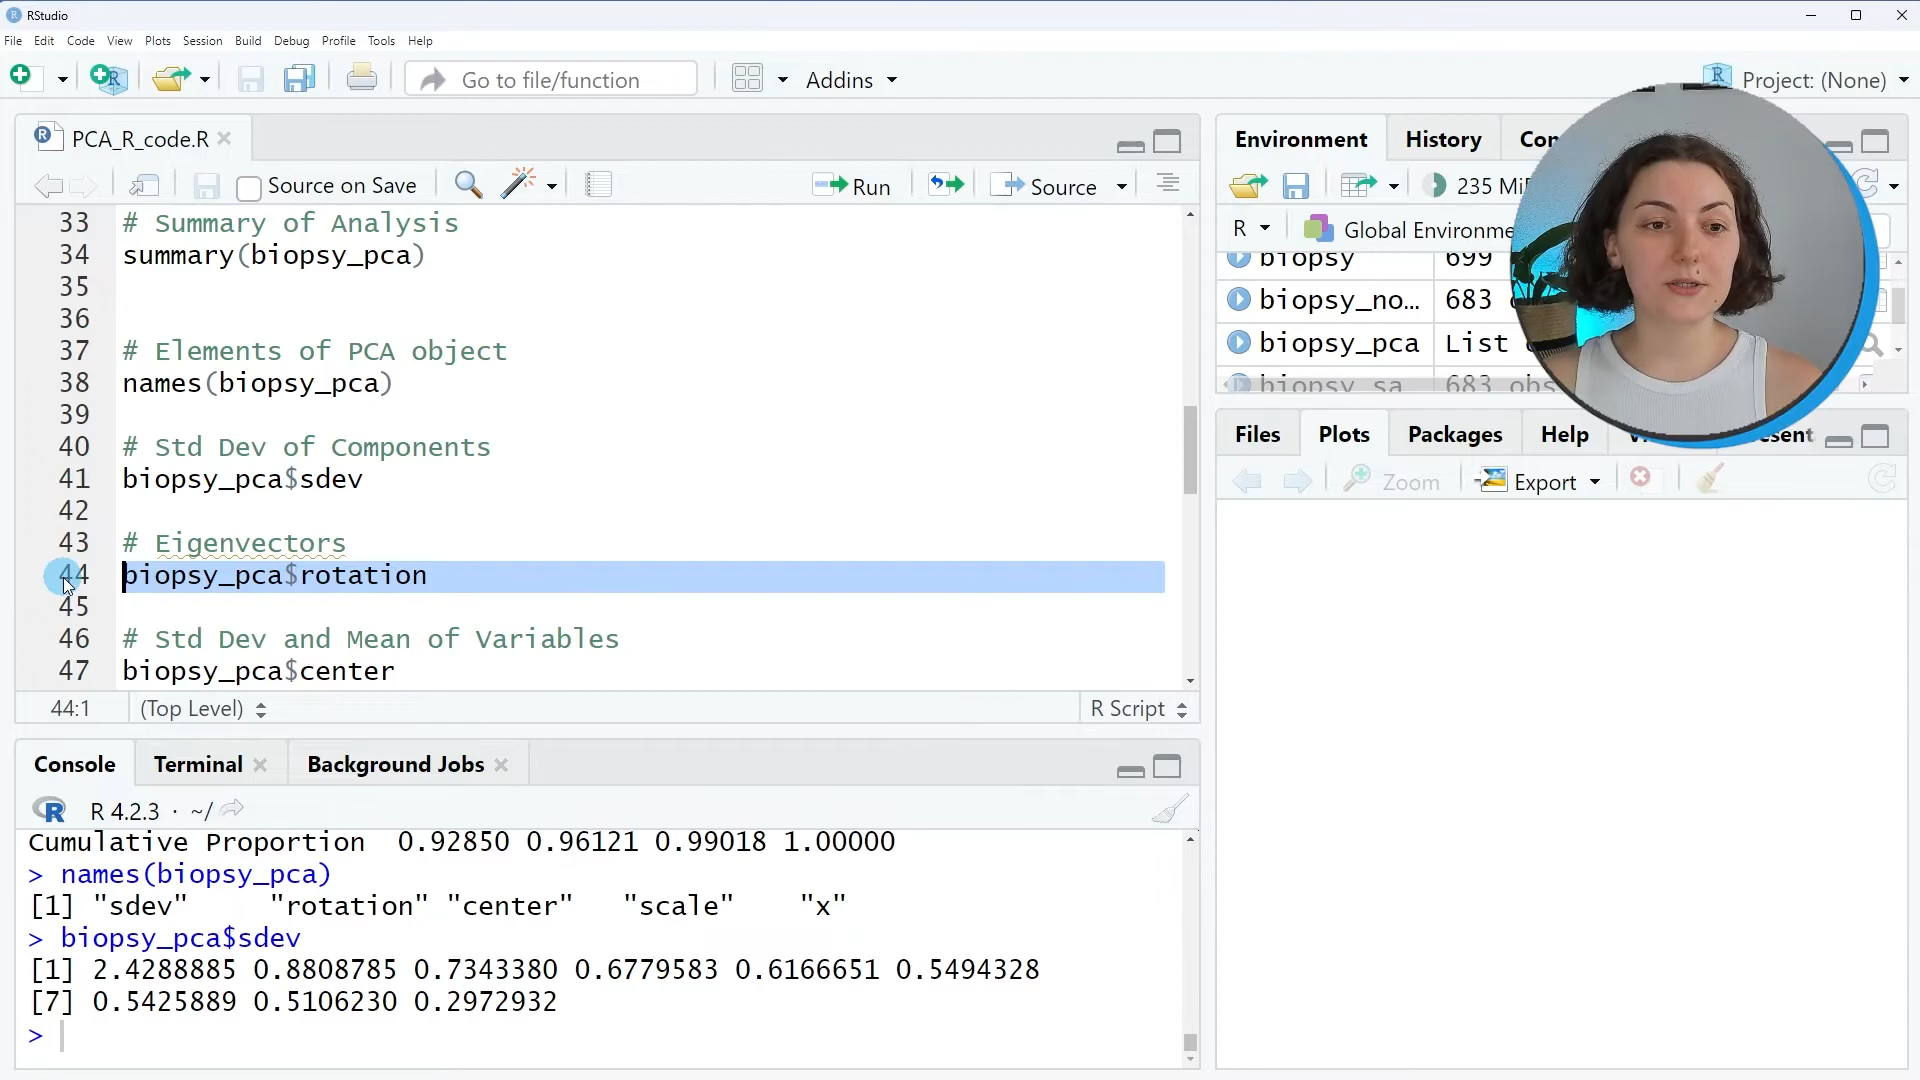 RStudio
File Edit Code View Plots Session Build Debug Profile Tools Help
Go to file/function Addins Project: (None)
PCA_R_code.R
Source on Save Run Source
33 # Summary of Analysis
34 summary(biopsy_pca)
35
36
37 # Elements of PCA object
38 names(biopsy_pca)
39
40 # Std Dev of Components
41 biopsy_pca$sdev
42
43 # Eigenvectors
44 biopsy_pca$rotation
45
46 # Std Dev and Mean of Variables
47 biopsy_pca$center
44:1 (Top Level) R Script
Console Terminal Background Jobs
R 4.2.3 · ~/
Cumulative Proportion 0.92850 0.96121 0.99018 1.00000
> names(biopsy_pca)
[1] "sdev" "rotation" "center" "scale" "x"
> biopsy_pca$sdev
[1] 2.4288885 0.8808785 0.7343380 0.6779583 0.6166651 0.5494328
[7] 0.5425889 0.5106230 0.2972932
>
Environment History
235
R Global
biopsy 699
biopsy_no... 683
biopsy_pca List
biopsy_sa 683 obs
Files Plots Packages Help
Zoom Export